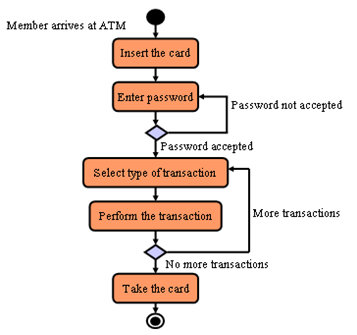 Member arrives at ATM
Insert the card
Enter password
Password not accepted
Password accepted
Select type of transaction
Perform the transaction
More transactions
No more transactions
Take the card